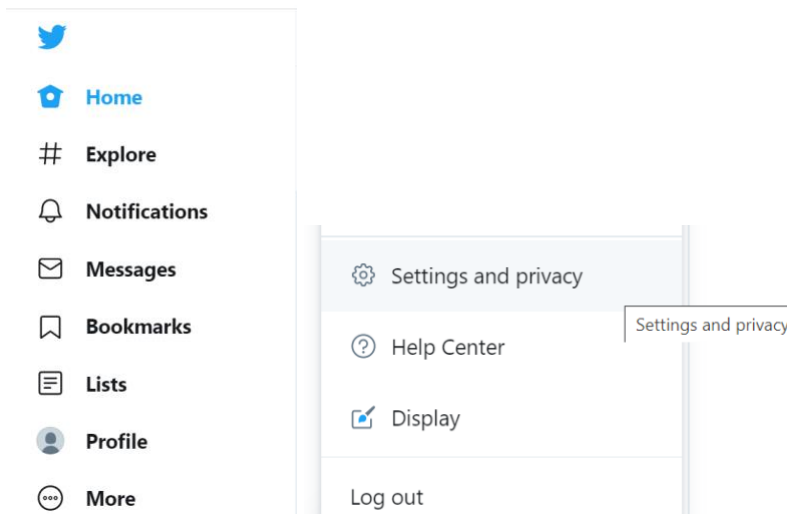 Home
Explore
Notifications
Messages
Bookmarks
Lists
Profile
More
Settings and privacy
Settings and privacy
Help Center
Display
Log out